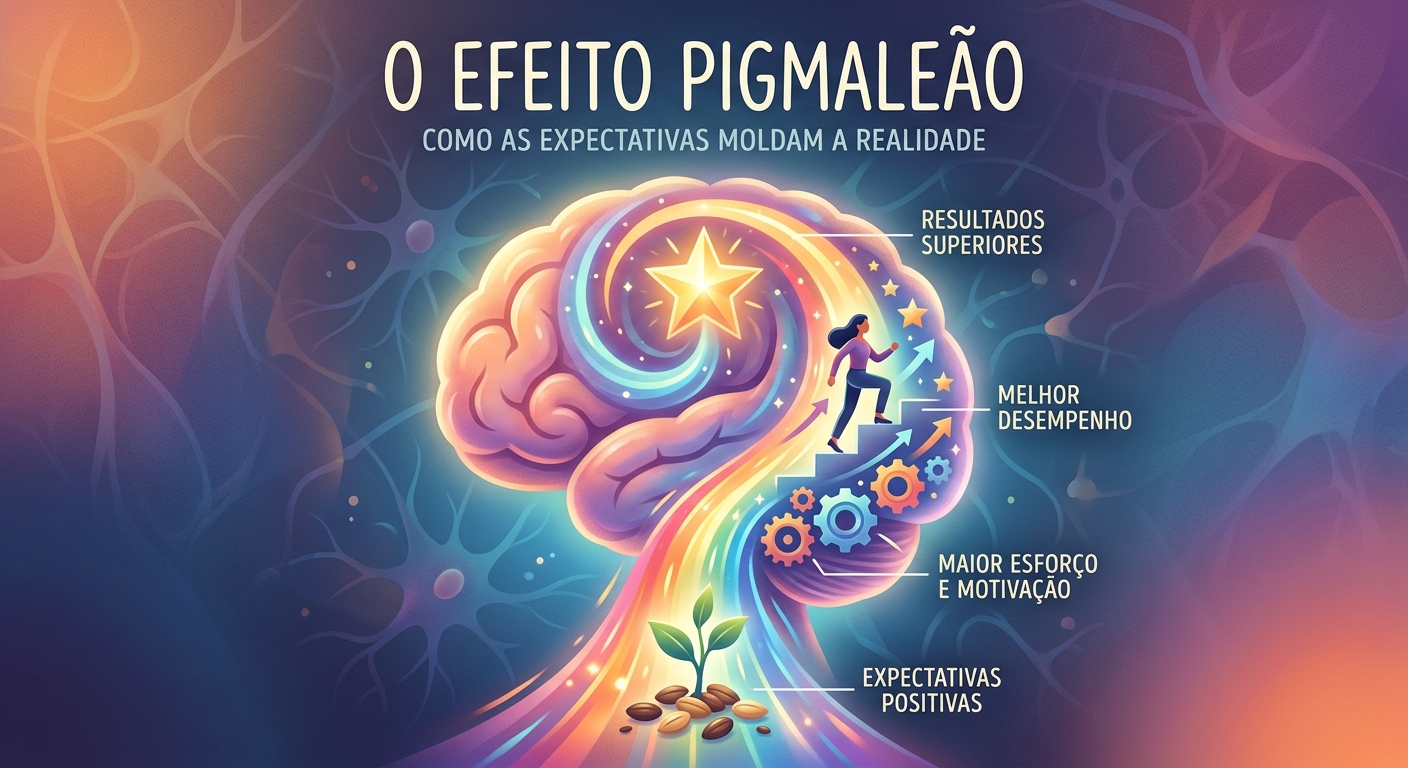 O EFEITO PIGMALEÃO
COMO AS EXPECTATIVAS MOLDAM A REALIDADE
RESULTADOS
SUPERIORES
MELHOR
DESEMPENHO
MAIOR ESFORÇO
E MOTIVAÇÃO
EXPECTATIVAS
POSITIVAS